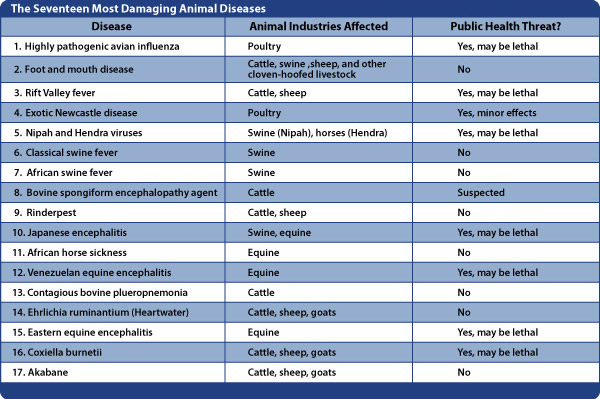 The Seventeen Most Damaging Animal Diseases
Disease Animal Industries Affected Public Health Threat?
1. Highly pathogenic avian influenza Poultry Yes, may be lethal
2. Foot and mouth disease Cattle, swine ,sheep, and other cloven-hoofed livestock No
3. Rift Valley fever Cattle, sheep Yes, may be lethal
4. Exotic Newcastle disease Poultry Yes, minor effects
5. Nipah and Hendra viruses Swine (Nipah), horses (Hendra) Yes, may be lethal
6. Classical swine fever Swine No
7. African swine fever Swine No
8. Bovine spongiform encephalopathy agent Cattle Suspected
9. Rinderpest Cattle, sheep No
10. Japanese encephalitis Swine, equine Yes, may be lethal
11. African horse sickness Equine No
12. Venezuelan equine encephalitis Equine Yes, may be lethal
13. Contagious bovine plueropnemonia Cattle No
14. Ehrlichia ruminantium (Heartwater) Cattle, sheep, goats No
15. Eastern equine encephalitis Equine Yes, may be lethal
16. Coxiella burnetii Cattle, sheep, goats Yes, may be lethal
17. Akabane Cattle, sheep, goats No